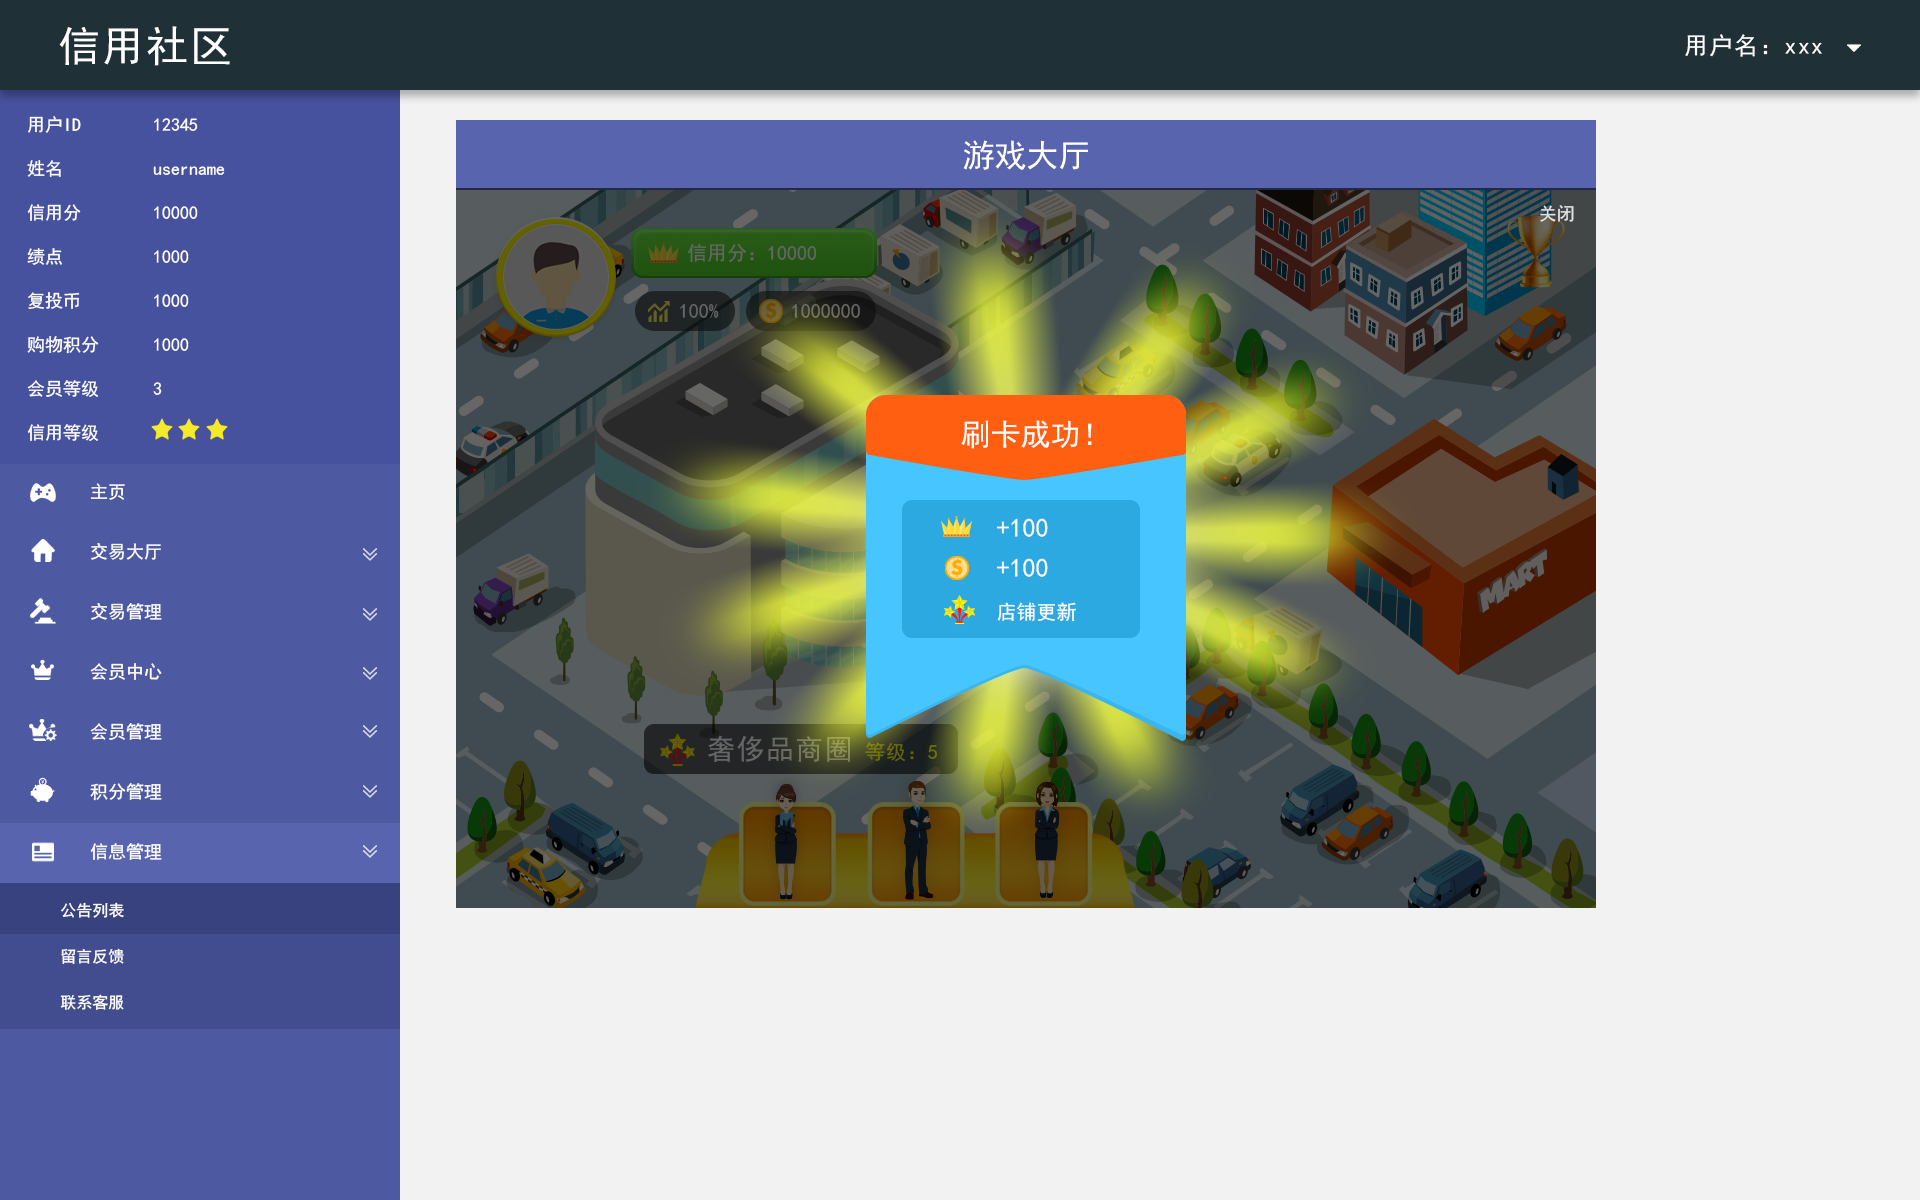 信用社区
用户名：xxx
用户ID 12345
姓名 username
信用分 10000
绩点 1000
复投币 1000
购物积分 1000
会员等级 3
信用等级
主页
交易大厅
交易管理
会员中心
会员管理
积分管理
信息管理
公告列表
留言反馈
联系客服
游戏大厅
关闭
信用分：10000
100%
1000000
刷卡成功！
+100
+100
店铺更新
MART
奢侈品商圈 等级：5